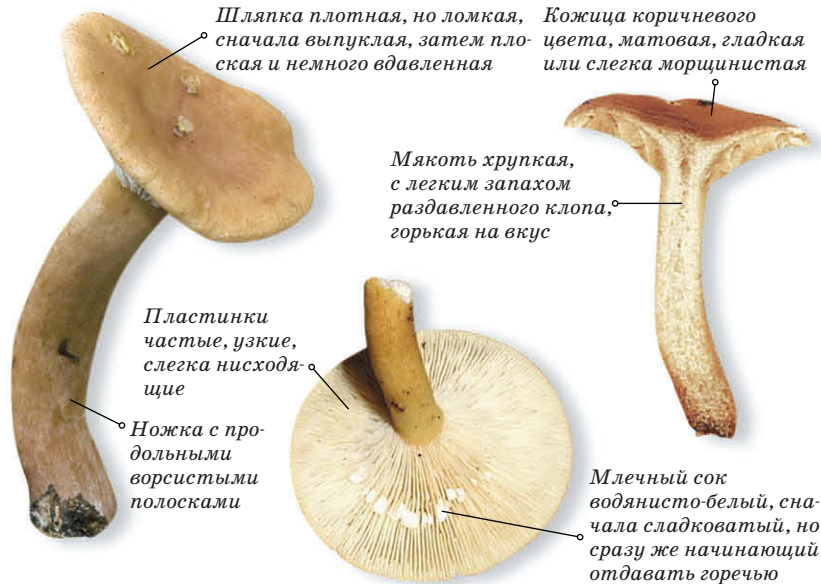 Шляпка плотная, но ломкая,
сначала выпуклая, затем пло-
ская и немного вдавленная
Кожица коричневого
цвета, матовая, гладкая
или слегка морщинистая
Мякоть хрупкая,
с легким запахом
раздавленного клопа,
горькая на вкус
Пластинки
частые, узкие,
слегка нисходя-
щие
Ножка с про-
дольными
ворсистыми
полосками
Млечный сок
водянисто-белый, сна-
чала сладковатый, но
сразу же начинающий
отдавать горечью